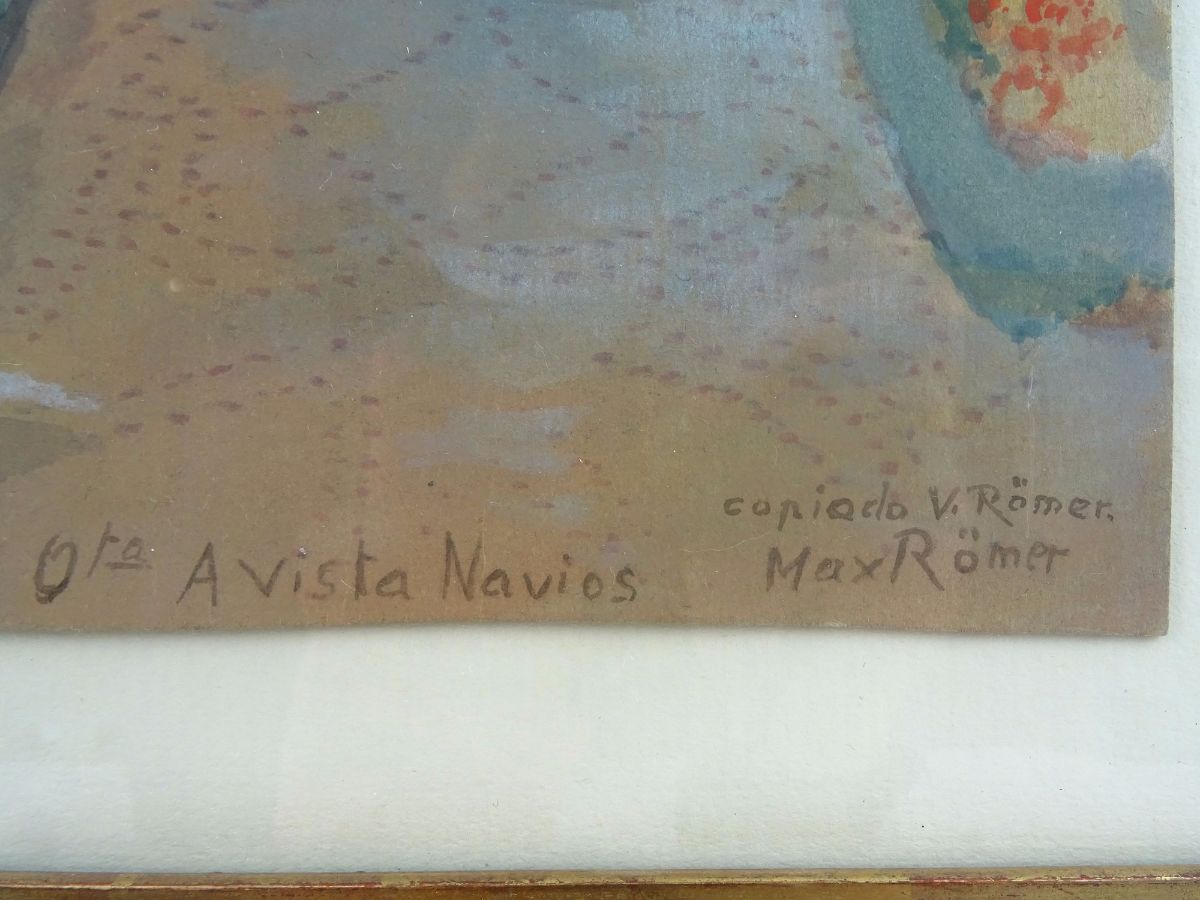 Qta A vista Navios
copiado V. Römer.
Max Römer